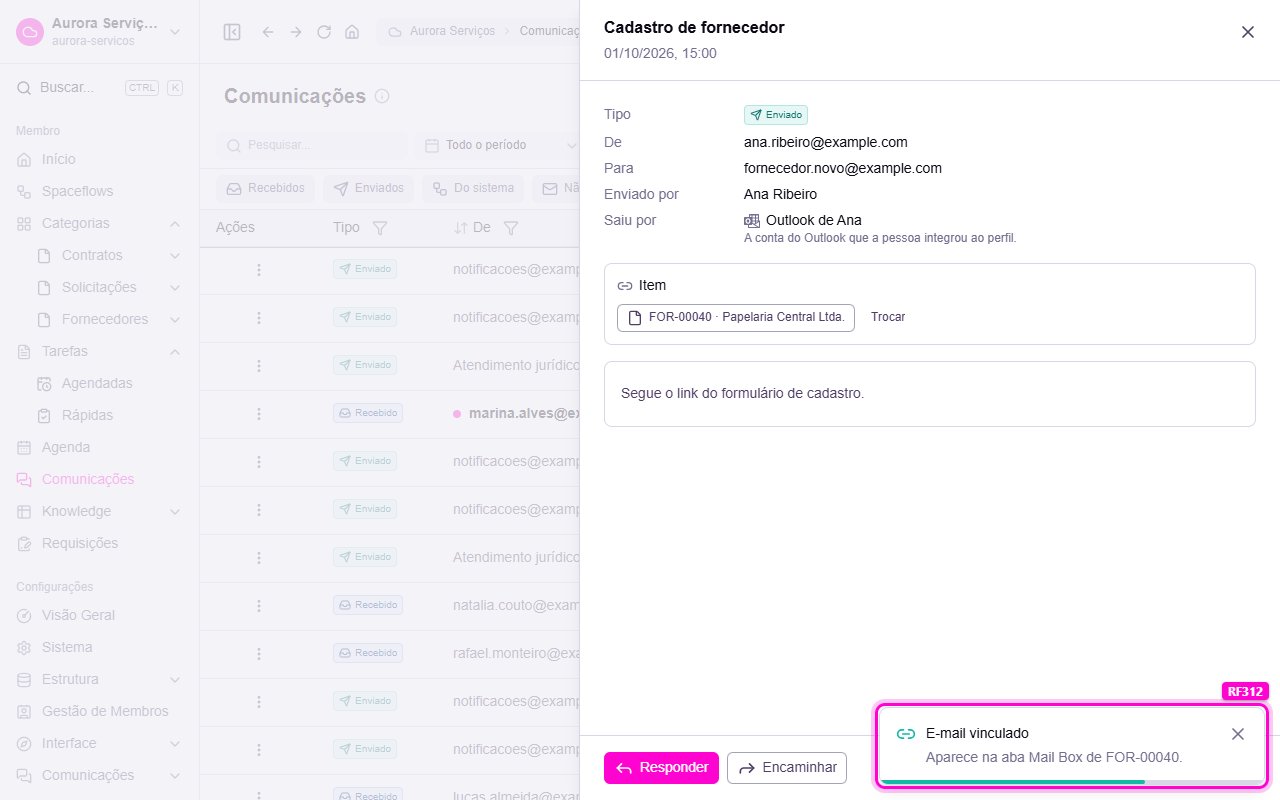 Aurora Serviç...
aurora-servicos
Buscar...
CTRL
K
Membro
Início
Spaceflows
Categorias
Contratos
Solicitações
Fornecedores
Tarefas
Agendadas
Rápidas
Agenda
Comunicações
Knowledge
Requisições
Configurações
Visão Geral
Sistema
Estrutura
Gestão de Membros
Interface
Comunicações
Aurora Serviços
Comunicaç
Comunicações
Pesquisar...
Todo o período
Recebidos
Enviados
Do sistema
Nã
Ações
Tipo
De
Enviado
notificacoes@examp
Enviado
notificacoes@examp
Enviado
Atendimento jurídico
Recebido
marina.alves@ex
Enviado
notificacoes@examp
Enviado
notificacoes@examp
Enviado
Atendimento jurídico
Recebido
natalia.couto@exam
Recebido
rafael.monteiro@exa
Enviado
notificacoes@examp
Enviado
notificacoes@examp
Recebido
lucas.almeida@exam
Cadastro de fornecedor
01/10/2026, 15:00
Tipo
Enviado
De
ana.ribeiro@example.com
Para
fornecedor.novo@example.com
Enviado por
Ana Ribeiro
Saiu por
Outlook de Ana
A conta do Outlook que a pessoa integrou ao perfil.
Item
FOR-00040 · Papelaria Central Ltda.
Trocar
Segue o link do formulário de cadastro.
Responder
Encaminhar
RF312
E-mail vinculado
Aparece na aba Mail Box de FOR-00040.